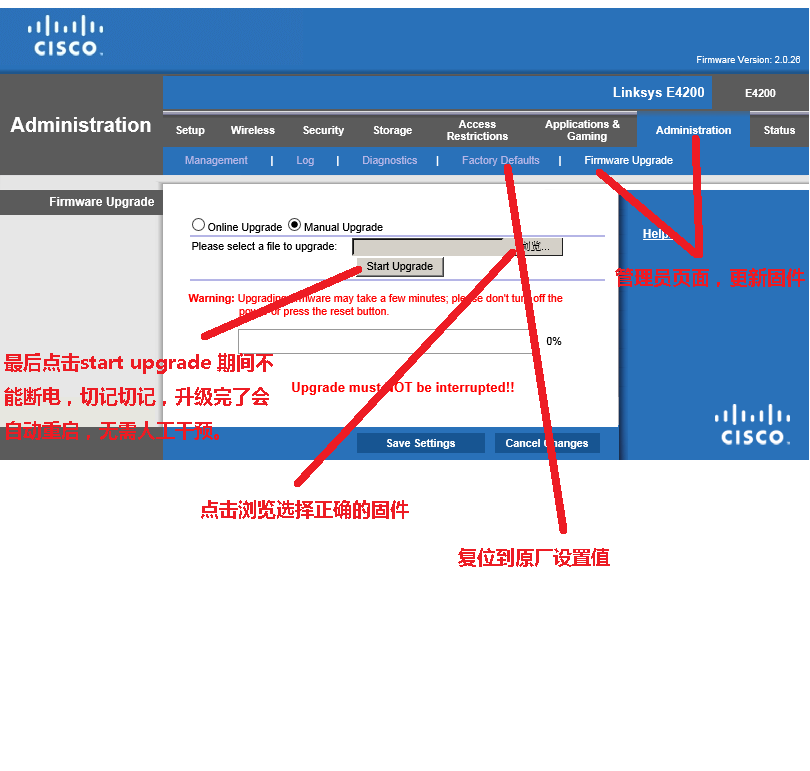 CISCO
Firmware Version: 2.0.26
Linksys E4200
E4200
Administration
Setup
Wireless
Security
Storage
Access
Restrictions
Applications &
Gaming
Administration
Status
Management | Log | Diagnostics | Factory Defaults | Firmware Upgrade
Firmware Upgrade
Online Upgrade Manual Upgrade
Please select a file to upgrade:
浏览...
Start Upgrade
Help
管理员页面，更新固件
Warning: Upgrading firmware may take a few minutes; please don't turn off the
power or press the reset button.
0%
最后点击start upgrade 期间不
能断电，切记切记，升级完了会
自动重启，无需人工干预。
Upgrade must NOT be interrupted!!
CISCO
Save Settings
Cancel Changes
点击浏览选择正确的固件
复位到原厂设置值